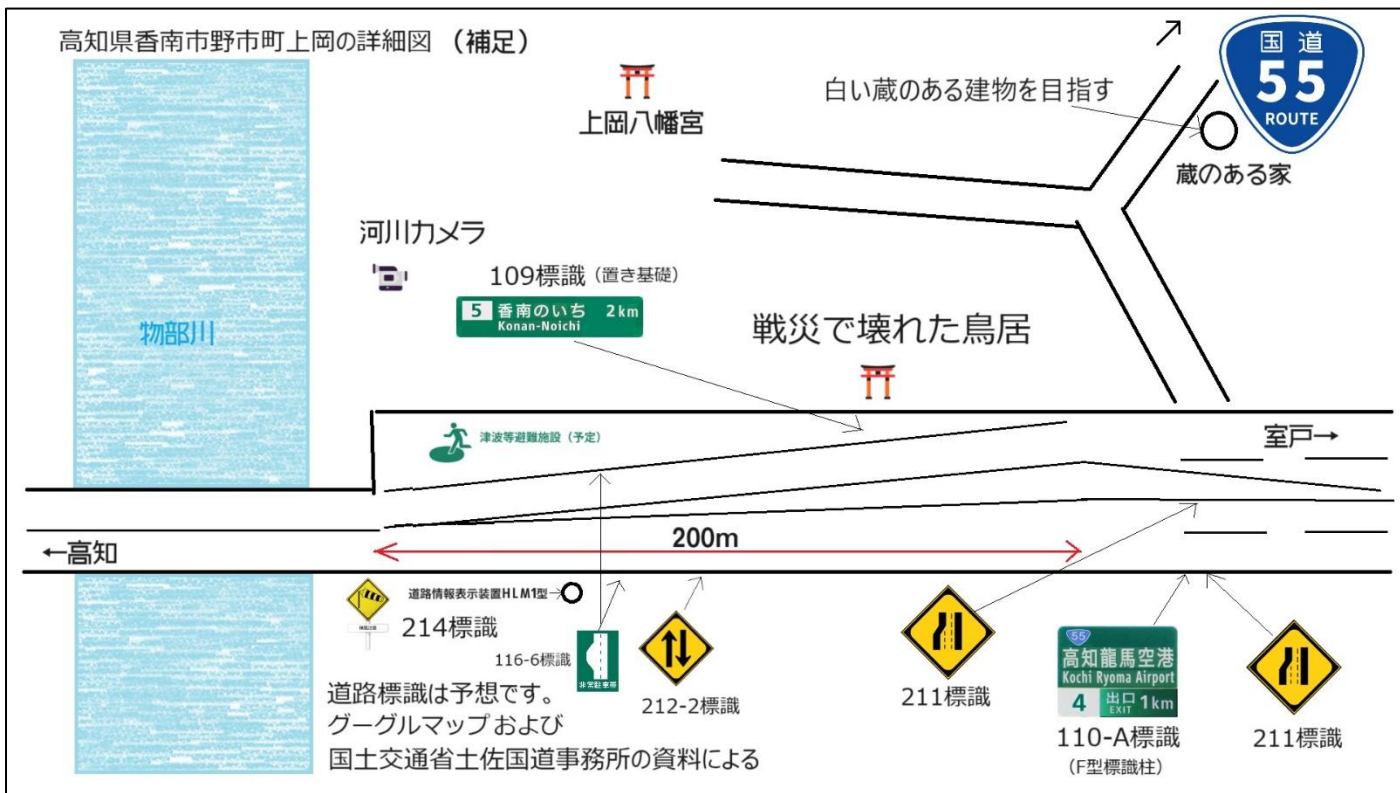 高知県香南市野市町上岡の詳細図 (補足)
国道
55
ROUTE
白い蔵のある建物を目指す
上岡八幡宮
蔵のある家
河川カメラ
109標識 (置き基礎)
5 香南のいち 2km
Konan-Noichi
物部川
戦災で壊れた鳥居
津波等避難施設 (予定)
室戸→
200m
←高知
道路情報表示装置HLM1型→
214標識
116-6標識
非常駐車帯
212-2標識
211標識
55
高知龍馬空港
Kochi Ryoma Airport
4 出口 EXIT 1km
110-A標識
(F型標識柱)
211標識
道路標識は予想です。
グーグルマップおよび
国土交通省土佐国道事務所の資料による